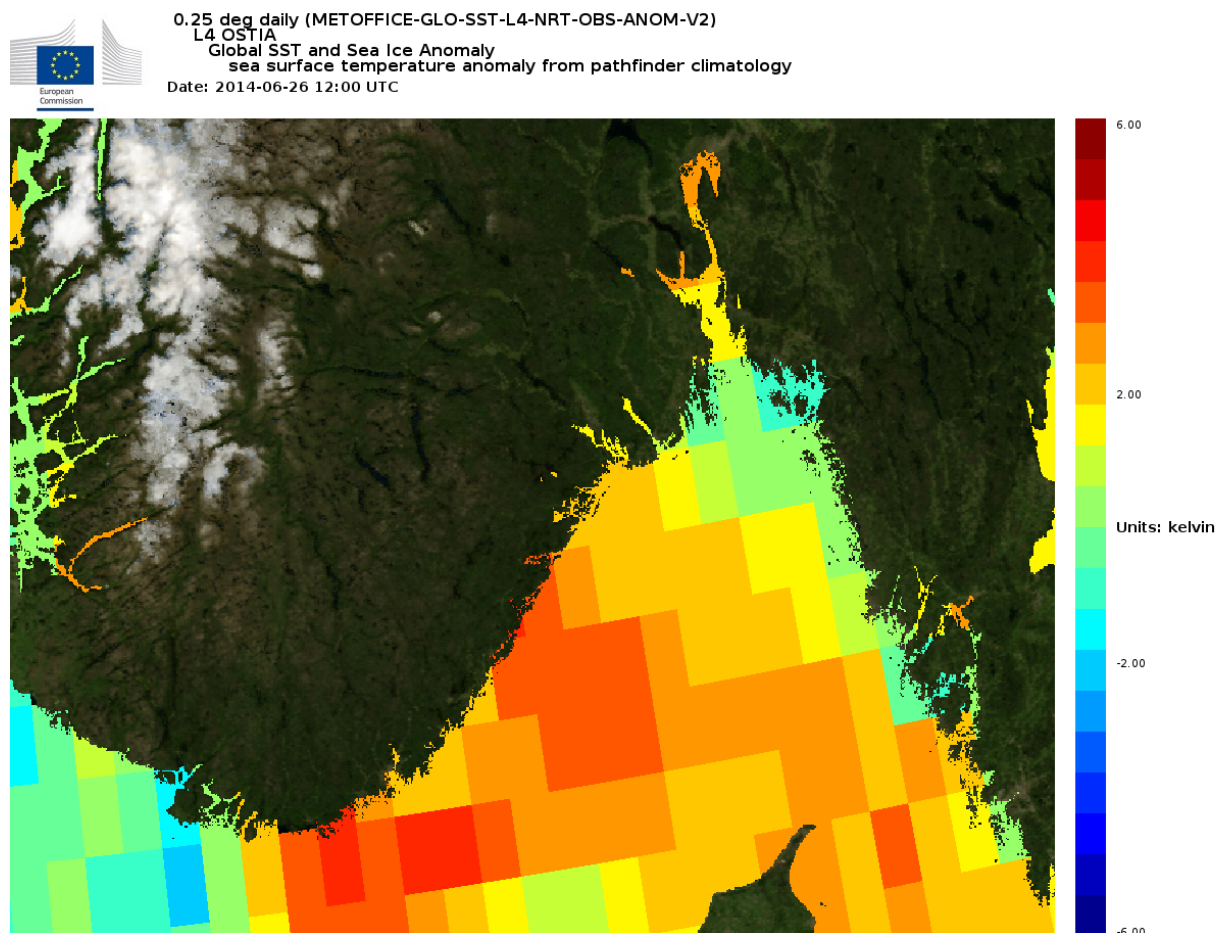 0.25 deg daily (METOFFICE-GLO-SST-L4-NRT-OBS-ANOM-V2)
L4 OSTIA
Global SST and Sea Ice Anomaly
sea surface temperature anomaly from pathfinder climatology
Date: 2014-06-26 12:00 UTC
European
Commission
6.00
2.00
Units: kelvin
-2.00
-6.00